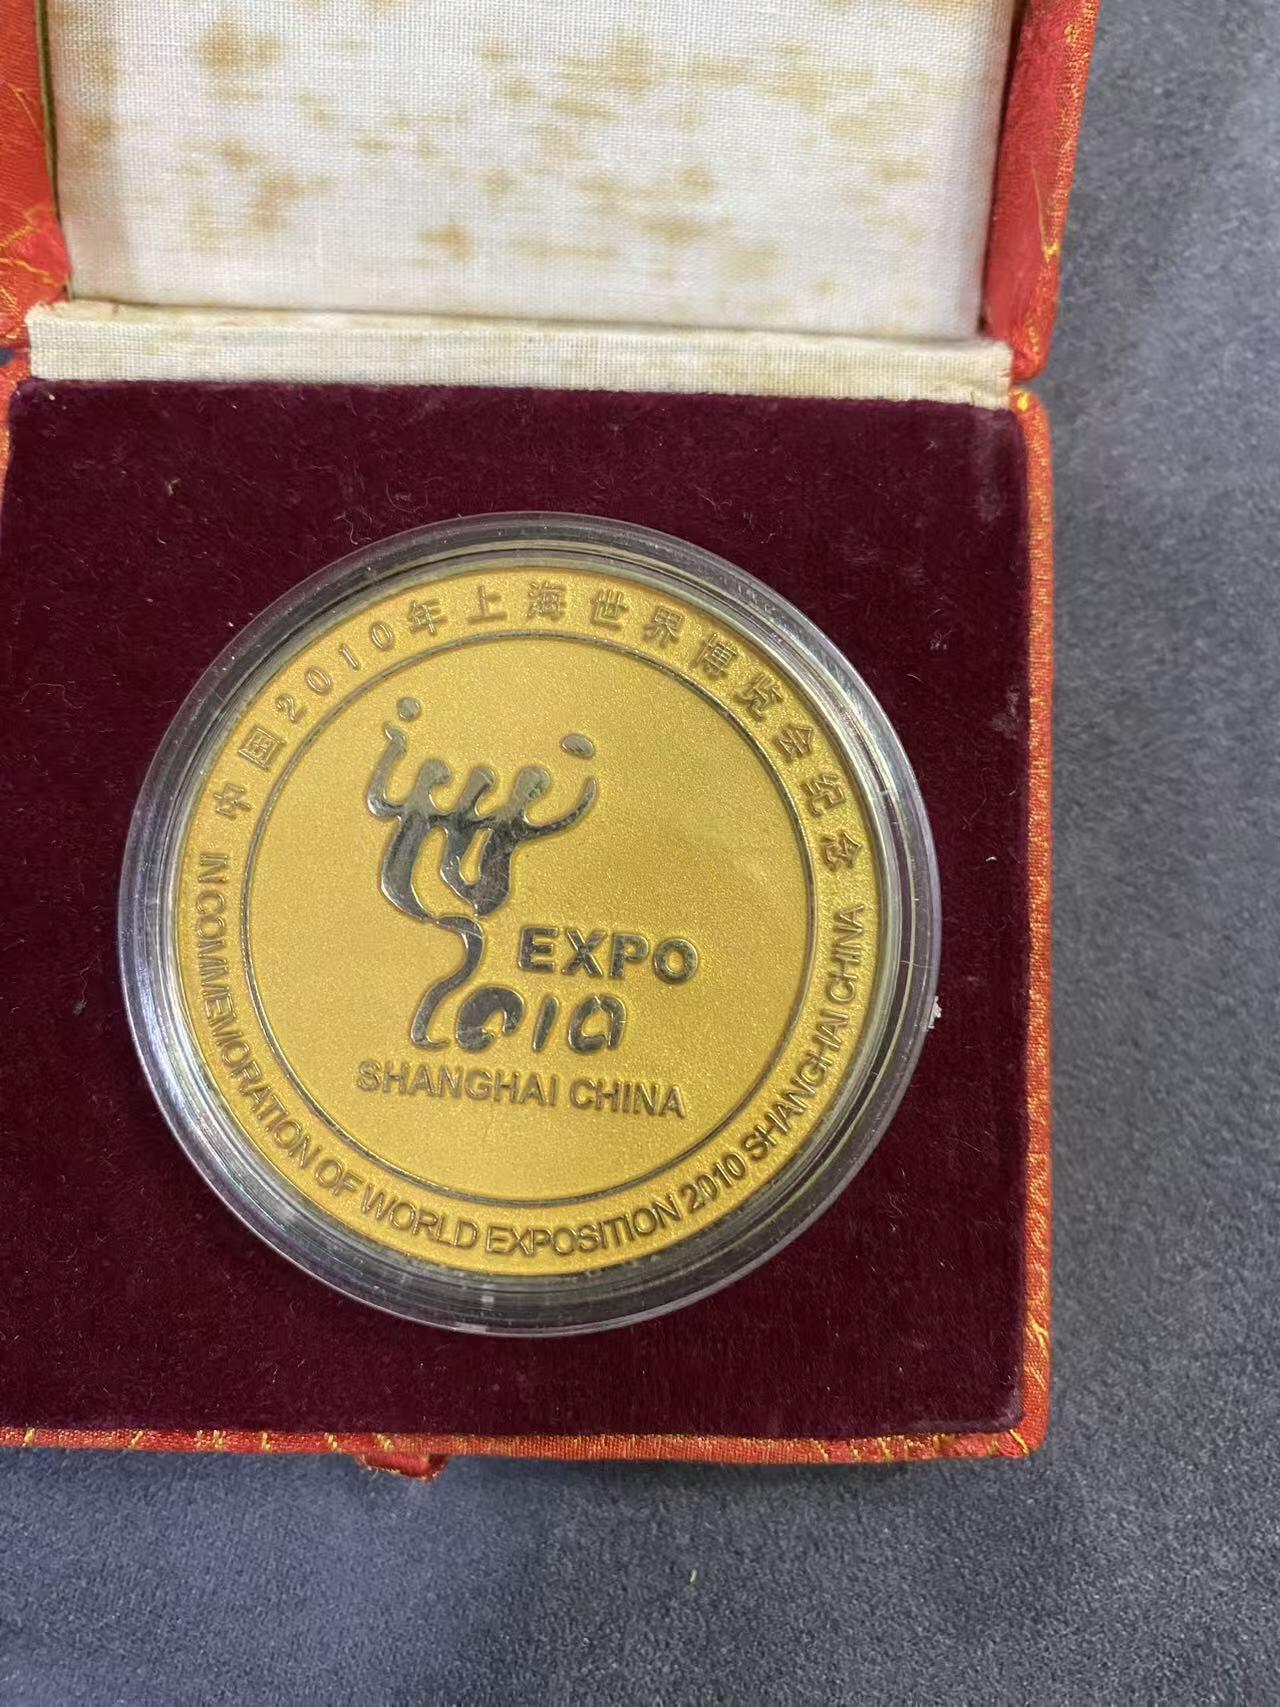 中国2010年上海世界博览会纪念
EXPO
2010
SHANGHAI CHINA
IN COMMEMORATION OF WORLD EXPOSITION 2010 SHANGHAI CHINA